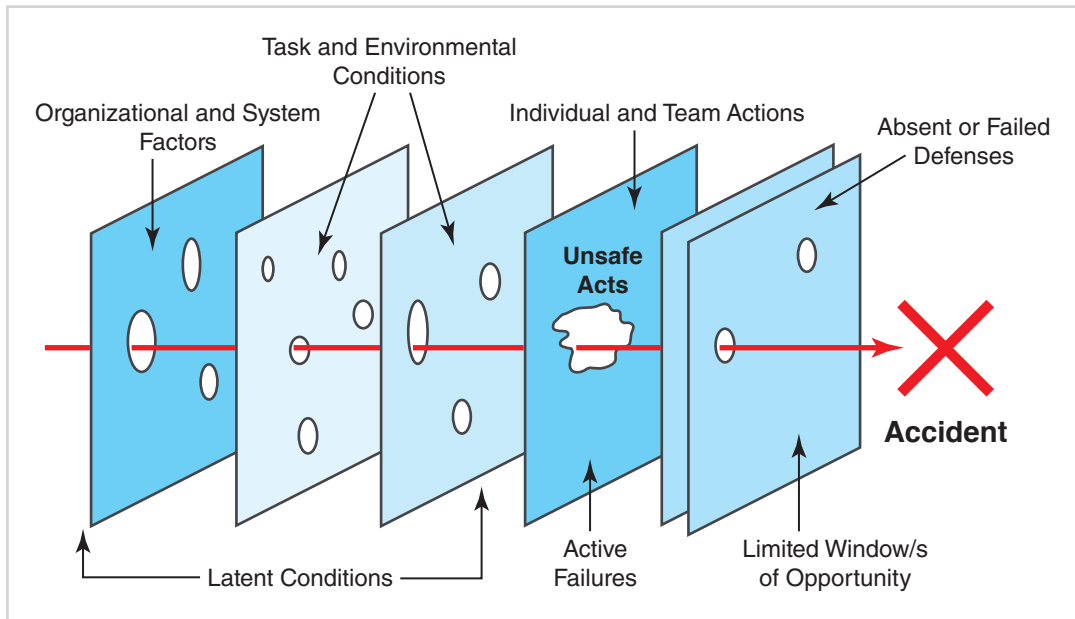 Task and Environmental
Conditions
Organizational and System
Factors
Individual and Team Actions
Absent or Failed
Defenses
Unsafe
Acts
Accident
Latent Conditions
Active
Failures
Limited Window/s
of Opportunity